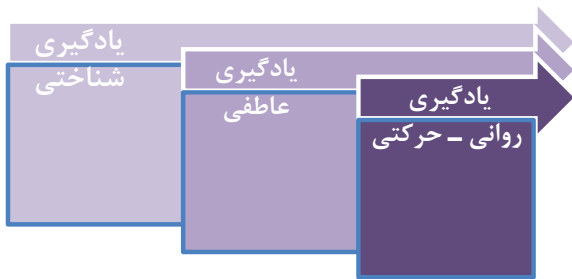 یادگیری
شناختی
یادگیری
عاطفی
یادگیری
روانی – حرکتی